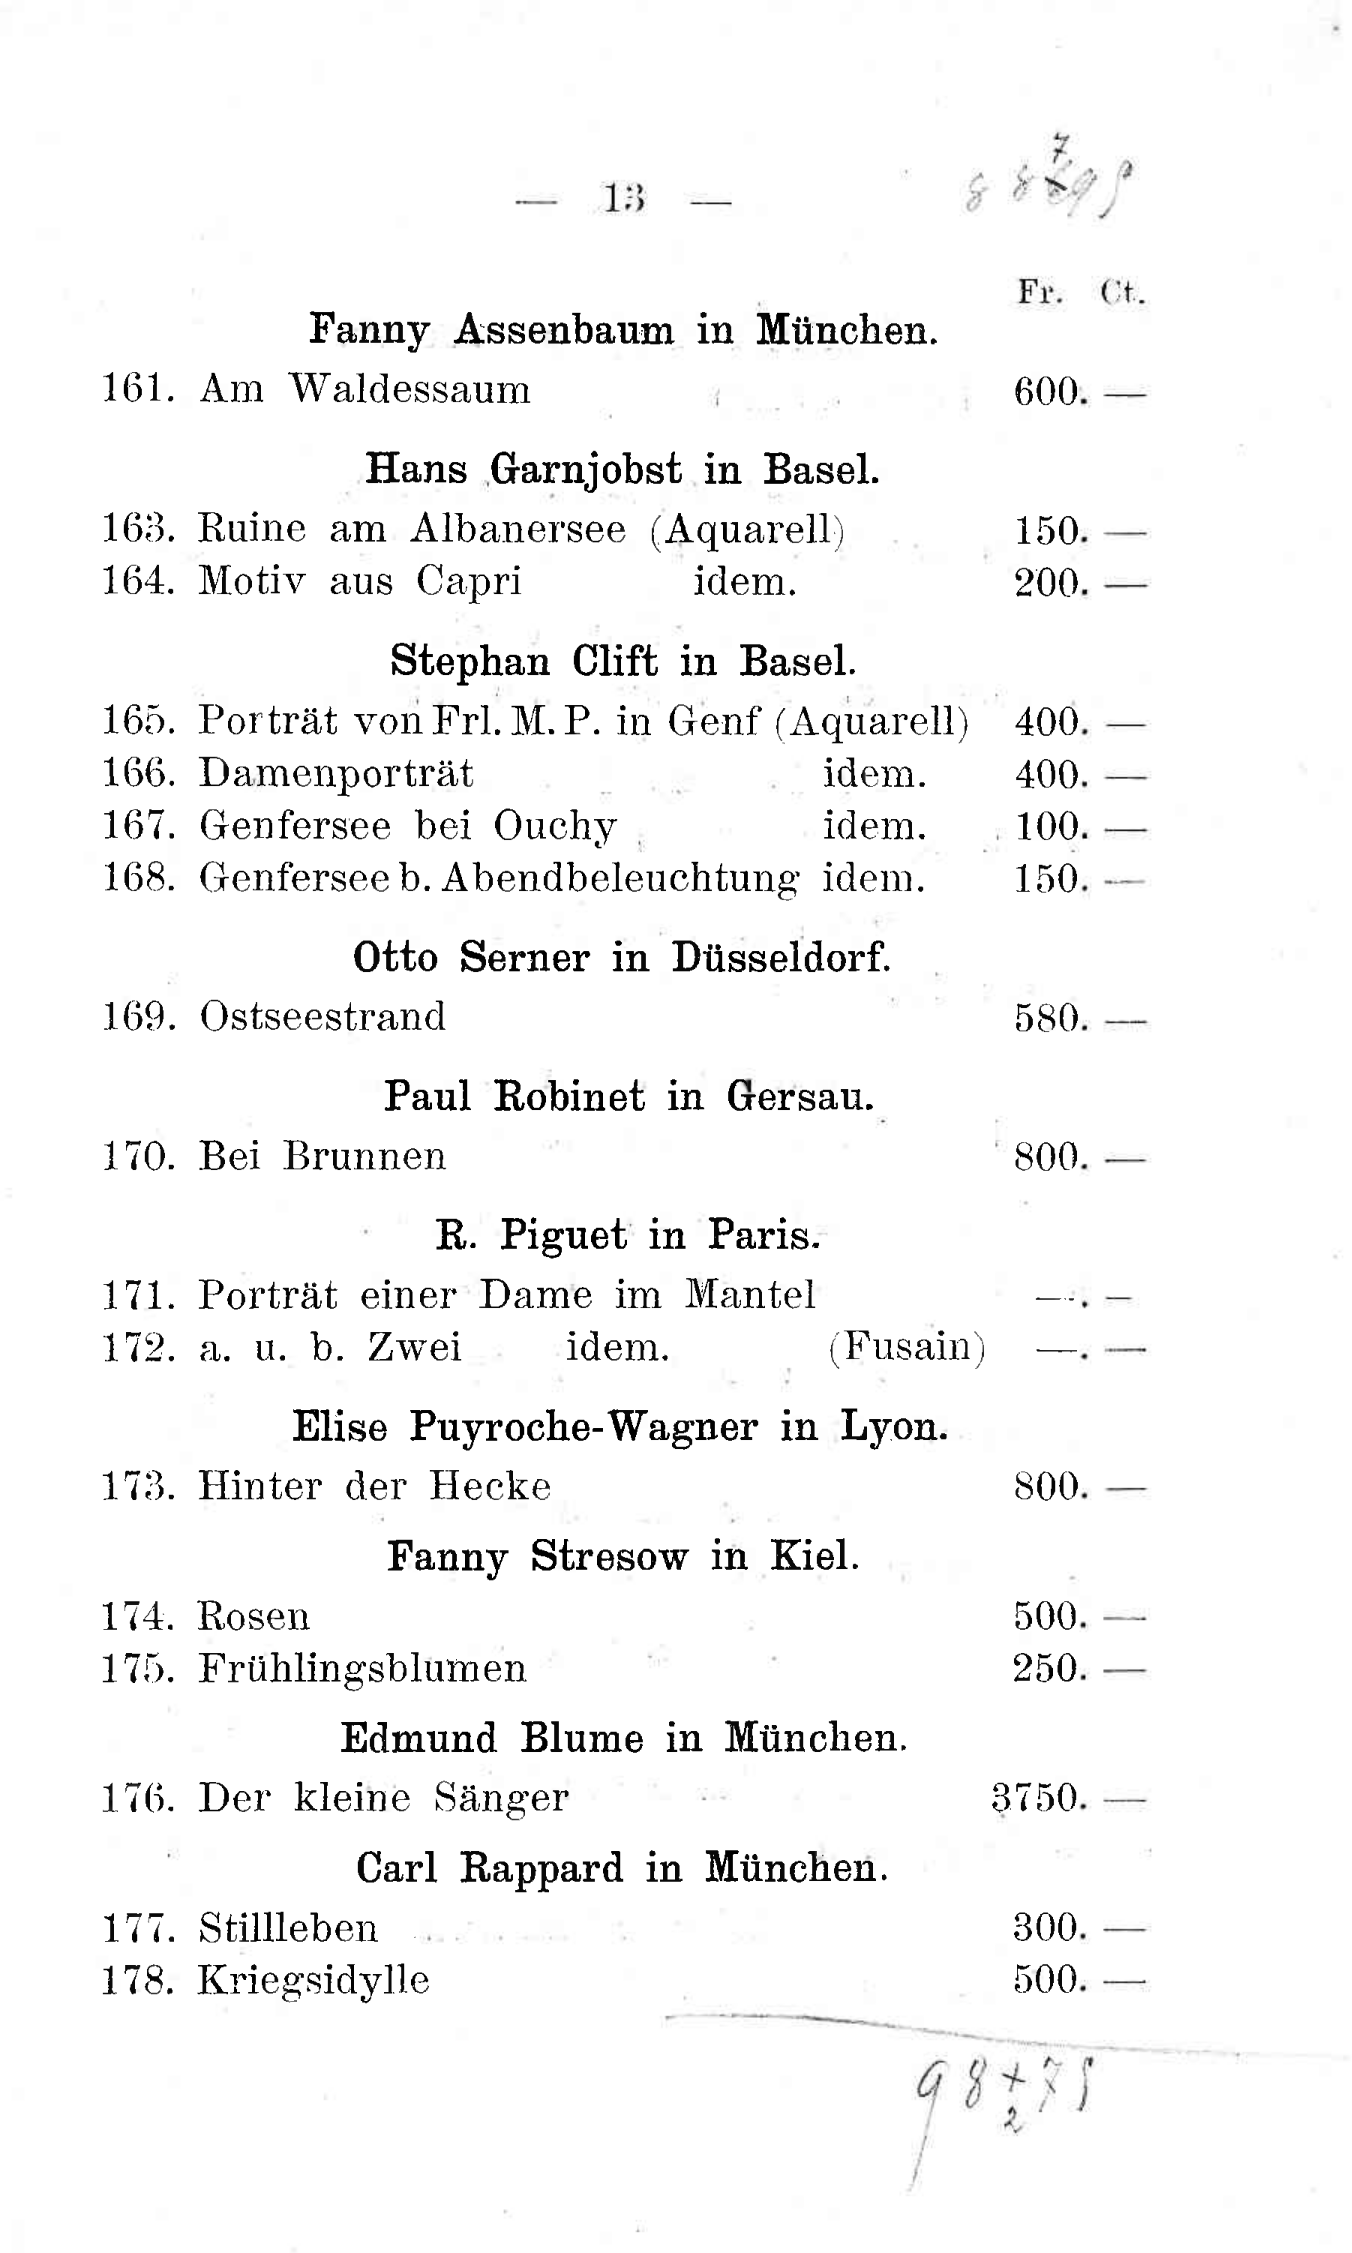 — 13 —
Fr. Ct.
Fanny Assenbaum in München.
161. Am Waldessaum 600. —
Hans Garnjobst in Basel.
163. Ruine am Albanersee (Aquarell) 150. —
164. Motiv aus Capri idem. 200. —
Stephan Clift in Basel.
165. Porträt von Frl. M. P. in Genf (Aquarell) 400. —
166. Damenporträt idem. 400. —
167. Genfersee bei Ouchy idem. 100. —
168. Genfersee b. Abendbeleuchtung idem. 150. —
Otto Serner in Düsseldorf.
169. Ostseestrand 580. —
Paul Robinet in Gersau.
170. Bei Brunnen 800. —
R. Piguet in Paris.
171. Porträt einer Dame im Mantel —. —
172. a. u. b. Zwei idem. (Fusain) —. —
Elise Puyroche-Wagner in Lyon.
173. Hinter der Hecke 800. —
Fanny Stresow in Kiel.
174. Rosen 500. —
175. Frühlingsblumen 250. —
Edmund Blume in München.
176. Der kleine Sänger 3750. —
Carl Rappard in München.
177. Stillleben 300. —
178. Kriegsidylle 500. —